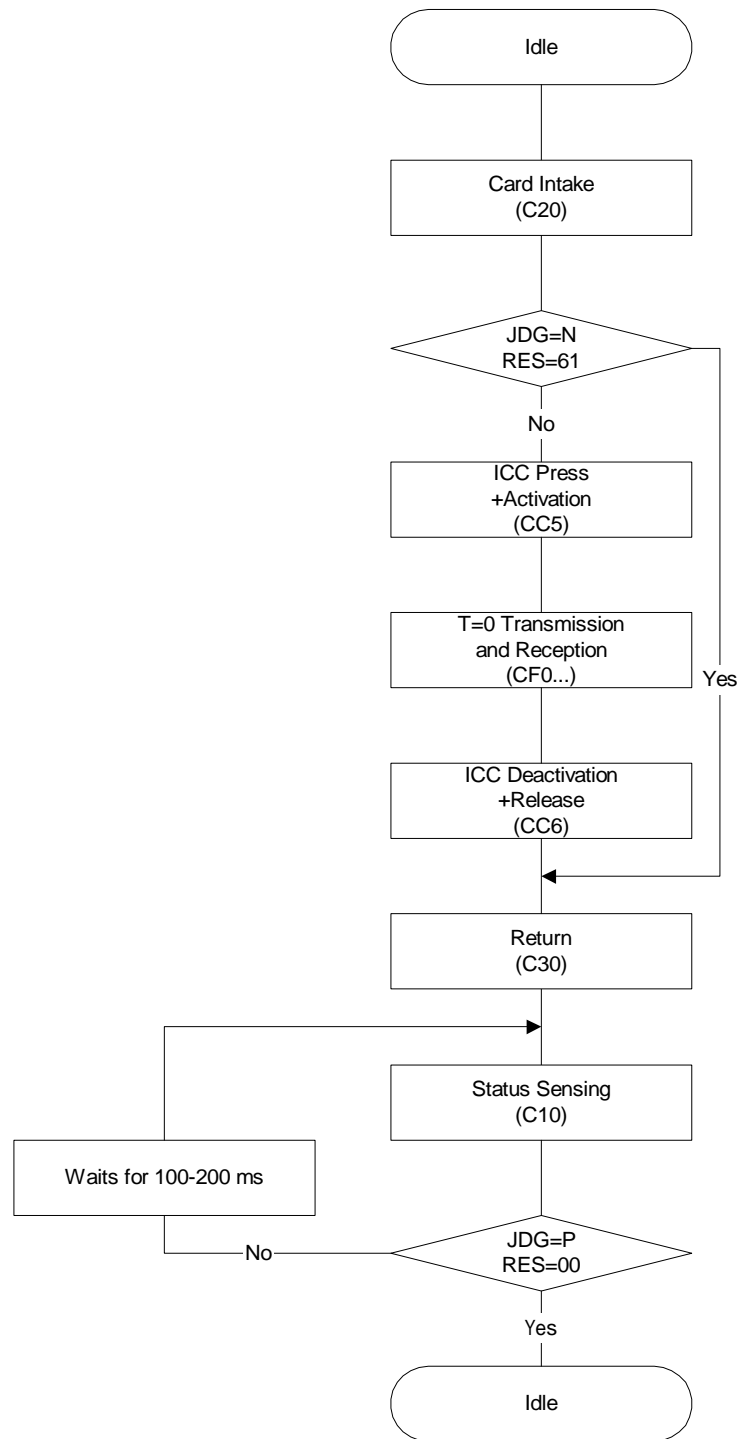 Idle
Card Intake
(C20)
JDG=N
RES=61
No
ICC Press
+Activation
(CC5)
T=0 Transmission
and Reception
(CF0...)
Yes
ICC Deactivation
+Release
(CC6)
Return
(C30)
Status Sensing
(C10)
Waits for 100-200 ms
JDG=P
RES=00
No
Yes
Idle